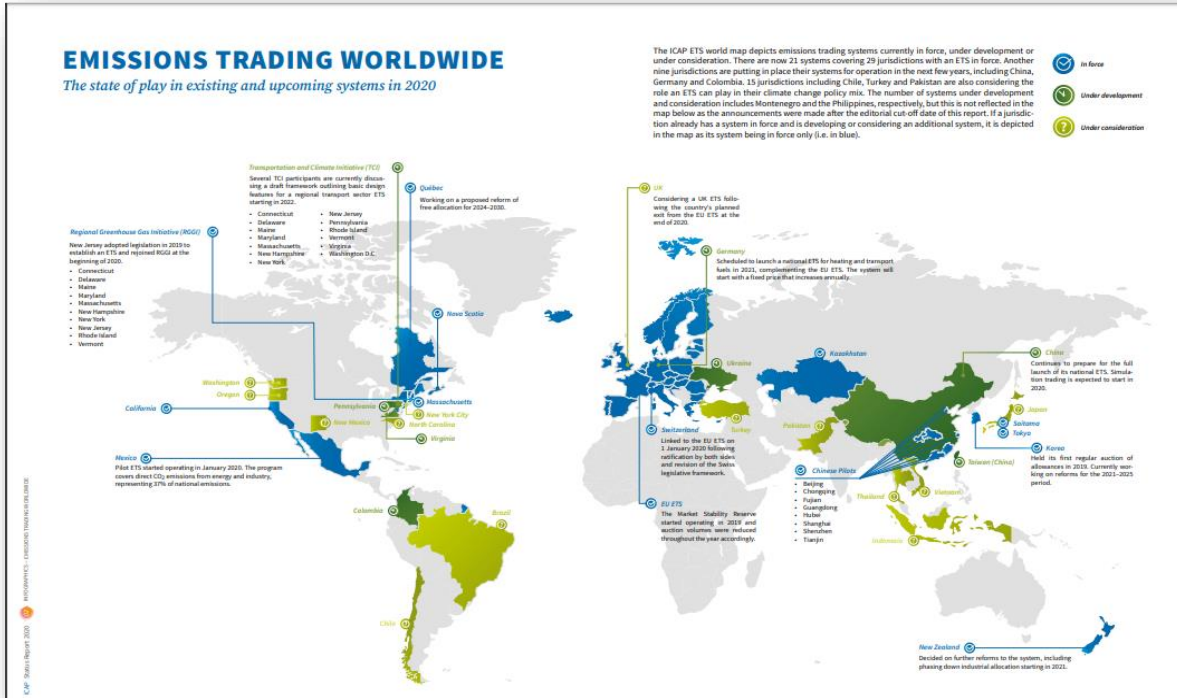 EMISSIONS TRADING WORLDWIDE
The state of play in existing and upcoming systems in 2020
The ICAP ETS world map depicts emissions trading systems currently in force, under development or
under consideration. There are now 21 systems covering 29 jurisdictions with an ETS in force. Another
nine jurisdictions are putting in place their systems for operation in the next few years, including China,
Germany and Colombia. 15 jurisdictions including Chile, Turkey and Pakistan are also considering the
role an ETS can play in their climate change policy mix. The number of systems under development
and consideration includes Montenegro and the Philippines, respectively, but this is not reflected in the
map below as the announcements were made after the editorial cut-off date of this report. If a jurisdic-
tion already has a system in force and is developing or considering an additional system, it is depicted
in the map as its system being in force only (i.e. in blue).
In force
Under development
Under consideration
Transportation and Climate Initiative (TCI)
Several TCI participants are currently discus-
sing a draft framework outlining basic design
features for a regional transport sector ETS
starting in 2022.
• Connecticut
• Delaware
• Maine
• Maryland
• Massachusetts
• New Hampshire
• New York
• New Jersey
• Pennsylvania
• Rhode Island
• Vermont
• Virginia
• Washington D.C.
Québec
Working on a proposed reform of
free allocation for 2024–2030.
Regional Greenhouse Gas Initiative (RGGI)
New Jersey adopted legislation in 2019 to
establish an ETS and rejoined RGGI at the
beginning of 2020.
• Connecticut
• Delaware
• Maine
• Maryland
• Massachusetts
• New Hampshire
• New York
• New Jersey
• Rhode Island
• Vermont
UK
Considering a UK ETS follo-
wing the country's planned
exit from the EU ETS at the
end of 2020.
Germany
Scheduled to launch a national ETS for heating and transport
fuels in 2021, complementing the EU ETS. The system will
start with a fixed price that increases annually.
Nova Scotia
Ukraine
Kazakhstan
China
Continues to prepare for the full
launch of its national ETS. Simula-
tion trading is expected to start in
2020.
Washington
Oregon
California
New Mexico
Pennsylvania
Massachusetts
New York City
North Carolina
Virginia
Mexico
Pilot ETS started operating in January 2020. The program
covers direct CO₂ emissions from energy and industry,
representing 37% of national emissions.
Switzerland
Linked to the EU ETS on
1 January 2020 following
ratification by both sides
and revision of the Swiss
legislative framework.
Turkey
Pakistan
Japan
Saitama
Tokyo
Korea
Held its first regular auction of
allowances in 2019. Currently wor-
king on reforms for the 2021–2025
period.
Taiwan (China)
Chinese Pilots
• Beijing
• Chongqing
• Fujian
• Guangdong
• Hubei
• Shanghai
• Shenzhen
• Tianjin
EU ETS
The Market Stability Reserve
started operating in 2019 and
auction volumes were reduced
throughout the year accordingly.
Thailand
Vietnam
Indonesia
Colombia
Brazil
Chile
New Zealand
Decided on further reforms to the system, including
phasing down industrial allocation starting in 2021.
ICAP Status Report 2020
INFOGRAPHICS – EMISSIONS TRADING WORLDWIDE